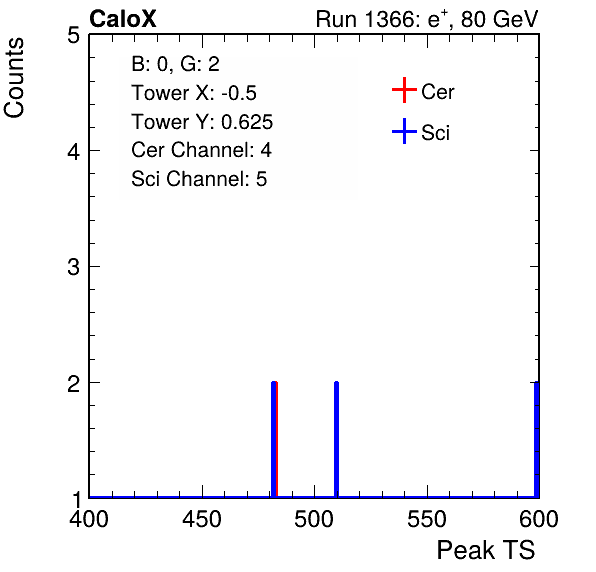 CaloX Run 1366: e⁺, 80 GeV
Counts
B: 0, G: 2
Tower X: -0.5
Tower Y: 0.625
Cer Channel: 4
Sci Channel: 5
Cer
Sci
5
4
3
2
1
400 450 500 550 600
Peak TS